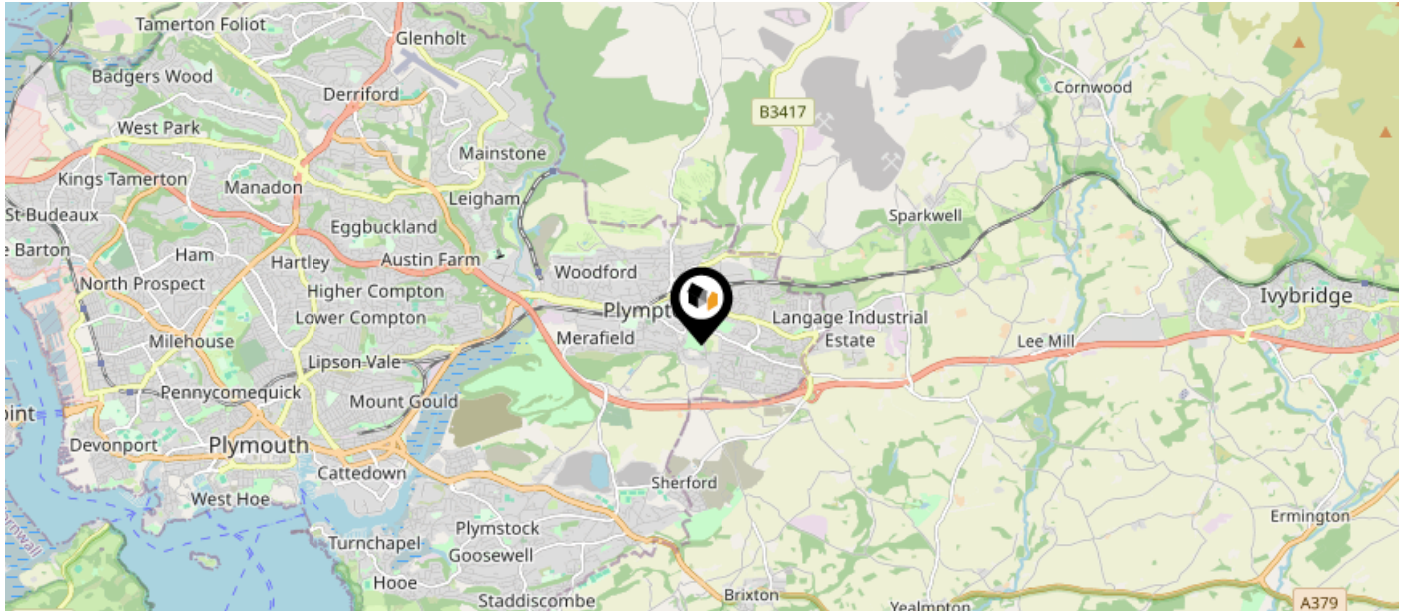 Tamerton Foliot
Glenholt
Badgers Wood
Derriford
Cornwood
B3417
West Park
Mainstone
Kings Tamerton
Manadon
Leigham
St Budeaux
Eggbuckland
Sparkwell
e Barton
Ham
Hartley
Austin Farm
Woodford
North Prospect
Higher Compton
Ivybridge
Lower Compton
Plympt
Langage Industrial
Estate
Milehouse
Merafield
Lee Mill
Lipson Vale
Pennycomequick
Mount Gould
oint
Devonport
Plymouth
Cattedown
Sherford
West Hoe
Ermington
Plymstock
ornwall
Turnchapel
Goosewell
Hooe
Brixton
Staddiscombe
Yealmpton
A379